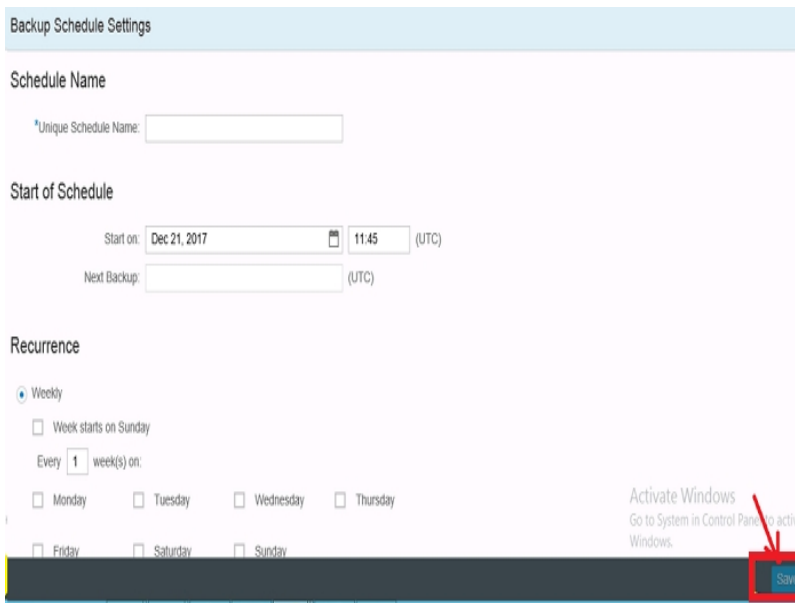 Backup Schedule Settings
Schedule Name
*Unique Schedule Name:
Start of Schedule
Start on: Dec 21, 2017 11:45 (UTC)
Next Backup: (UTC)
Recurrence
Weekly
Week starts on Sunday
Every 1 week(s) on:
Monday Tuesday Wednesday Thursday
Activate Windows
Go to System in Control Panel to acti
Windows.
Friday Saturday Sunday
Save